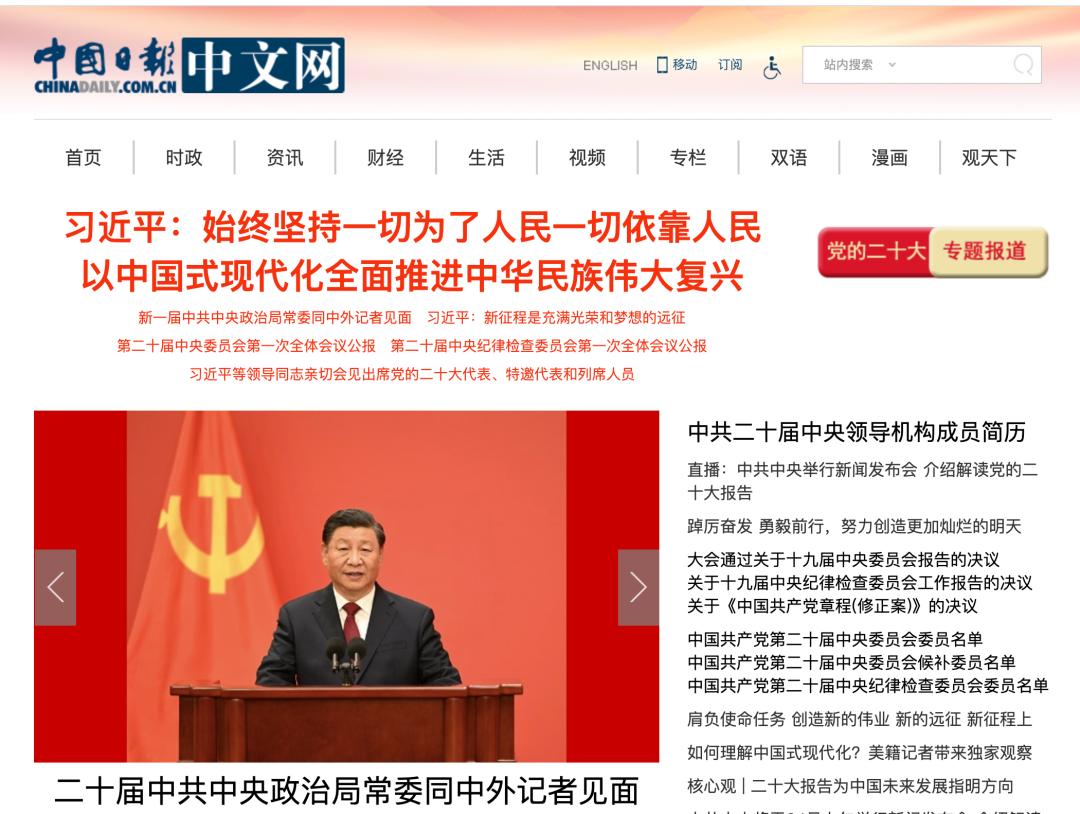 中國日報
中文网
CHINADAILY.COM.CN
ENGLISH 移动 订阅 站内搜索
首页 时政 资讯 财经 生活 视频 专栏 双语 漫画 观天下
习近平：始终坚持一切为了人民一切依靠人民
以中国式现代化全面推进中华民族伟大复兴
党的二十大 专题报道
新一届中共中央政治局常委同中外记者见面 习近平：新征程是充满光荣和梦想的远征
第二十届中央委员会第一次全体会议公报 第二十届中央纪律检查委员会第一次全体会议公报
习近平等领导同志亲切会见出席党的二十大代表、特邀代表和列席人员
二十届中共中央政治局常委同中外记者见面
中共二十届中央领导机构成员简历
直播：中共中央举行新闻发布会 介绍解读党的二
十大报告
踔厉奋发 勇毅前行，努力创造更加灿烂的明天
大会通过关于十九届中央委员会报告的决议
关于十九届中央纪律检查委员会工作报告的决议
关于《中国共产党章程(修正案)》的决议
中国共产党第二十届中央委员会委员名单
中国共产党第二十届中央委员会候补委员名单
中国共产党第二十届中央纪律检查委员会委员名单
肩负使命任务 创造新的伟业 新的远征 新征程上
如何理解中国式现代化？美籍记者带来独家观察
核心观 | 二十大报告为中国未来发展指明方向